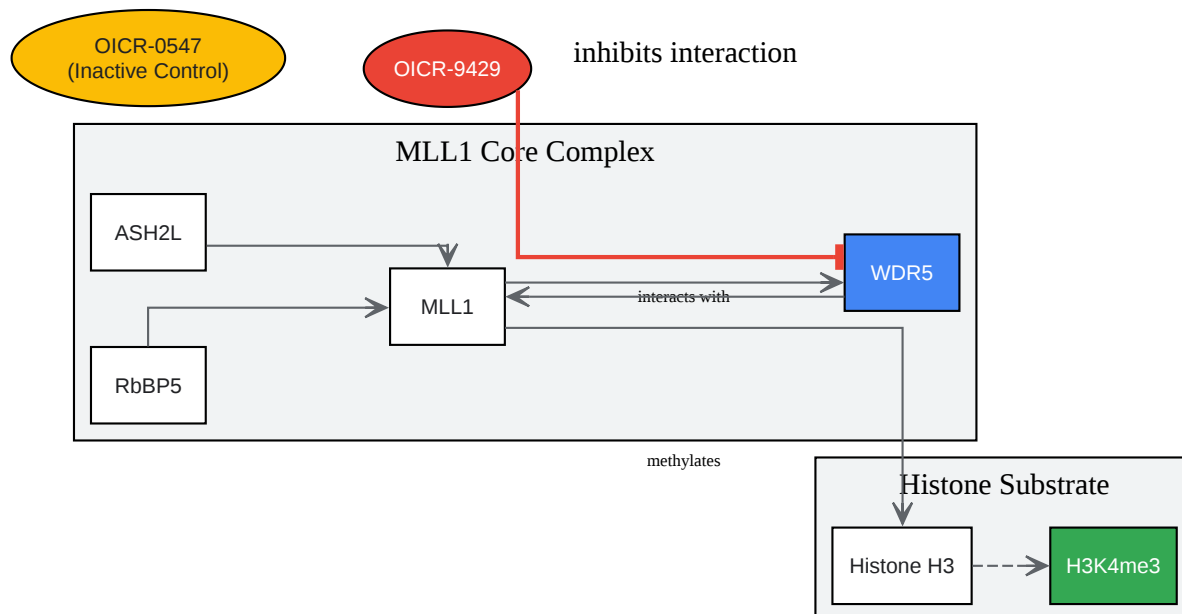 OICR-0547
(Inactive Control)
OICR-9429
inhibits interaction
MLL1 Core Complex
ASH2L
WDR5
MLL1
interacts with
RbBP5
methylates
Histone Substrate
Histone H3
H3K4me3